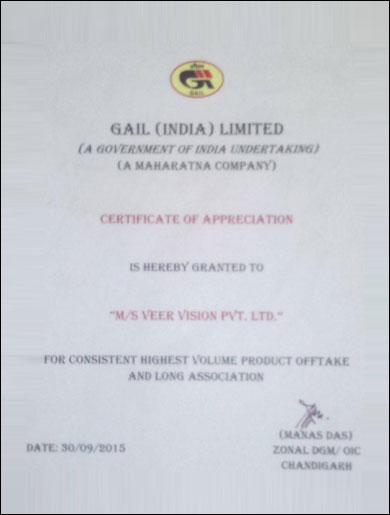 GAIL
GAIL (INDIA) LIMITED
(A GOVERNMENT OF INDIA UNDERTAKING)
(A MAHARATNA COMPANY)
CERTIFICATE OF APPRECIATION
IS HEREBY GRANTED TO
"M/S VEER VISION PVT. LTD."
FOR CONSISTENT HIGHEST VOLUME PRODUCT OFFTAKE
AND LONG ASSOCIATION
(MANAS DAS)
DATE: 30/09/2015
ZONAL DGM/ OIC
CHANDIGARH